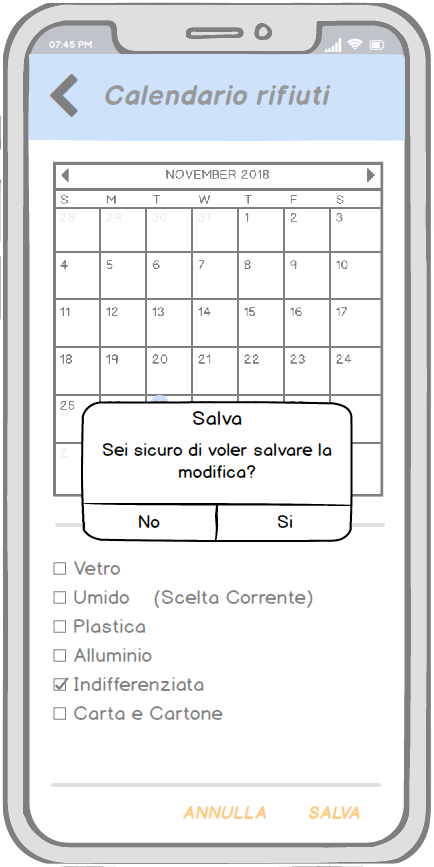 07:45 PM
Calendario rifiuti
NOVEMBER 2018
S M T W T F S
28 29 30 31 1 2 3
4 5 6 7 8 9 10
11 12 13 14 15 16 17
18 19 20 21 22 23 24
25
2
Salva
Sei sicuro di voler salvare la
modifica?
No Si
Vetro
Umido (Scelta Corrente)
Plastica
Alluminio
Indifferenziata
Carta e Cartone
ANNULLA SALVA